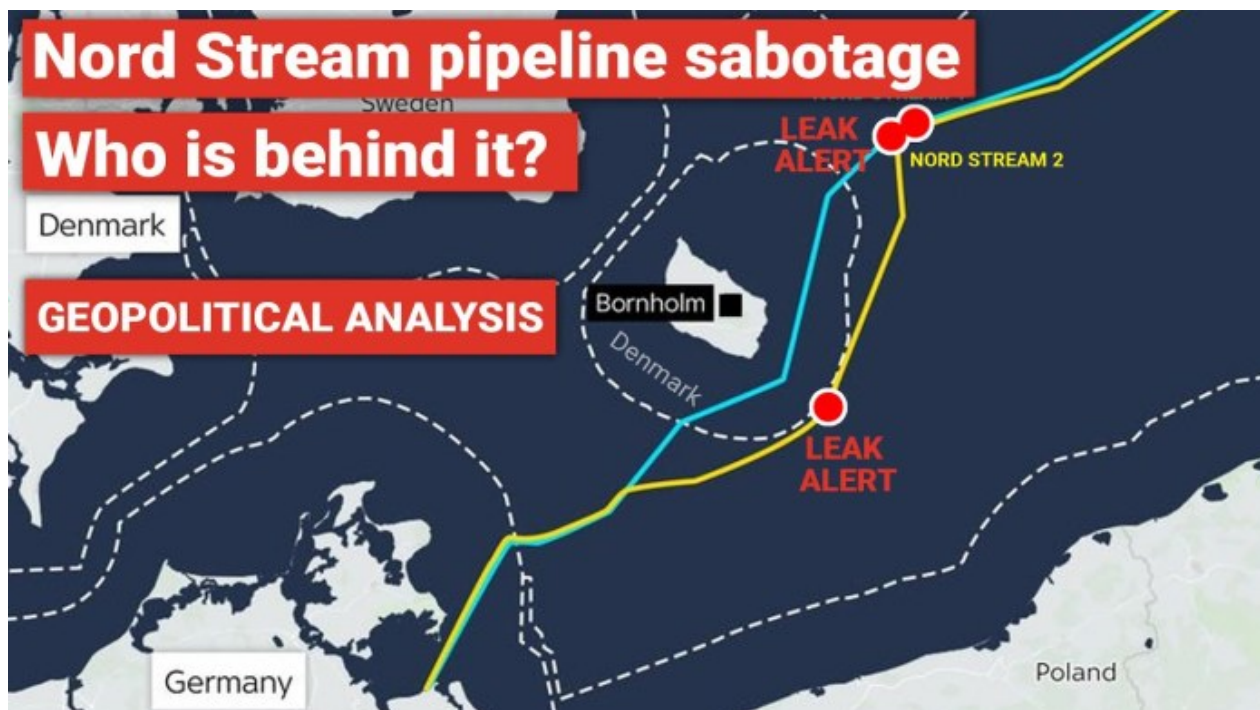 Nord Stream pipeline sabotage
Sweden
Who is behind it?
LEAK
ALERT
NORD STREAM 2
Denmark
GEOPOLITICAL ANALYSIS
Bornholm
Denmark
LEAK
ALERT
Germany
Poland